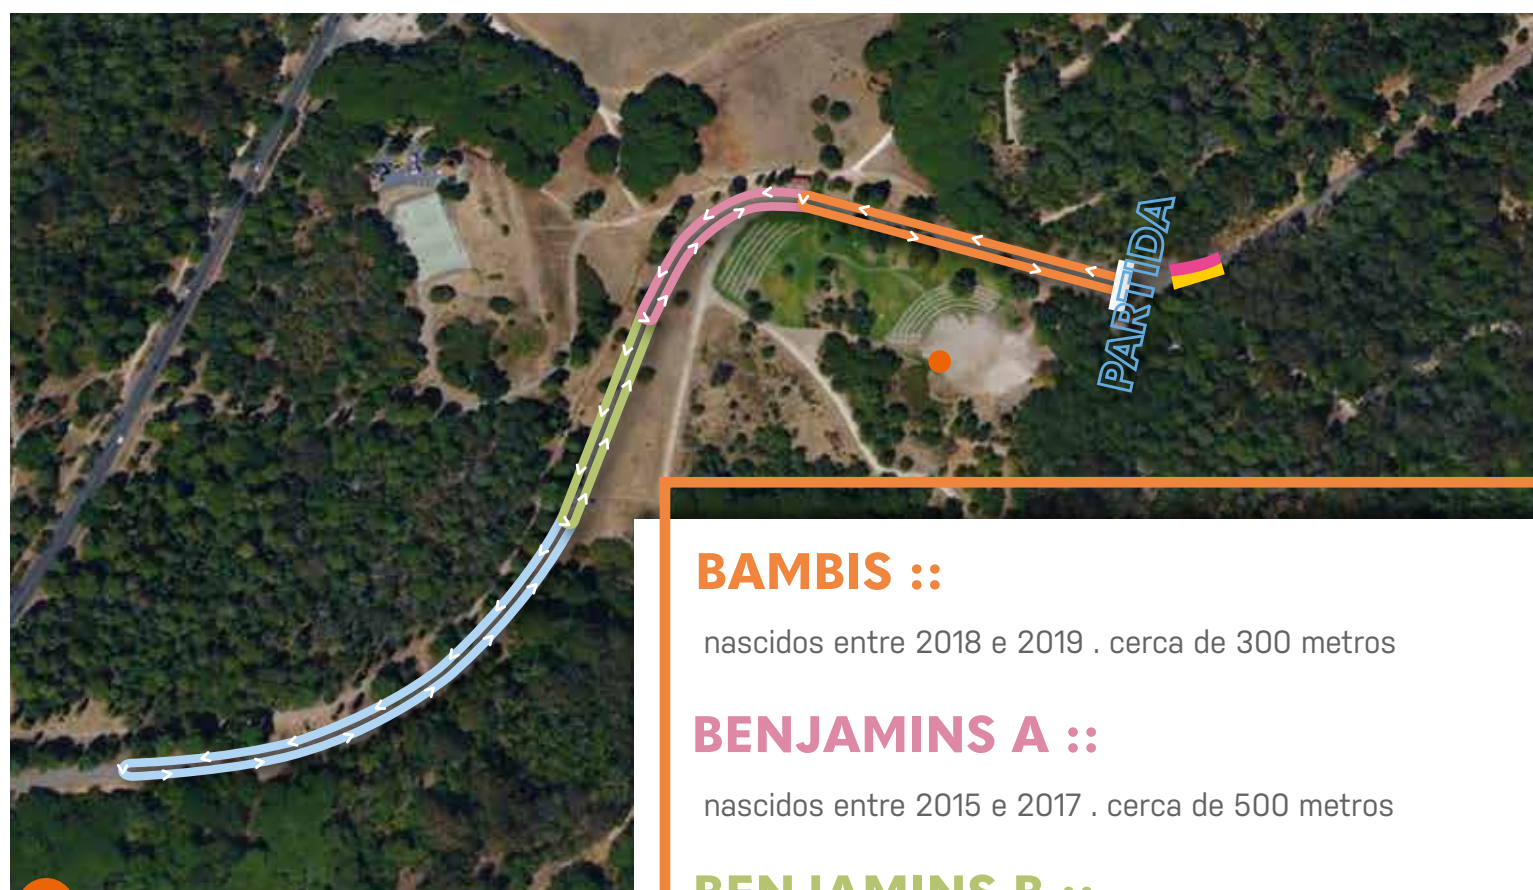 PARTIDA
BAMBIS ::
nascidos entre 2018 e 2019 . cerca de 300 metros
BENJAMINS A ::
nascidos entre 2015 e 2017 . cerca de 500 metros
BENJAMINS B ::